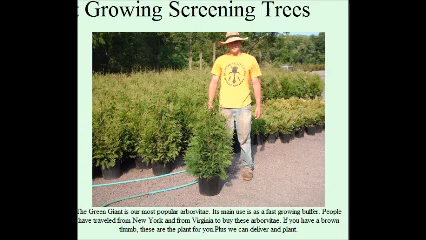 Growing Screening Trees
The Green Giant is our most popular arborvitae. Its main use is as a fast growing buffer. People
have traveled from New York and from Virginia to buy these arborvitae. If you have a brown
thumb, these are the plant for you.Plus we can deliver and plant.